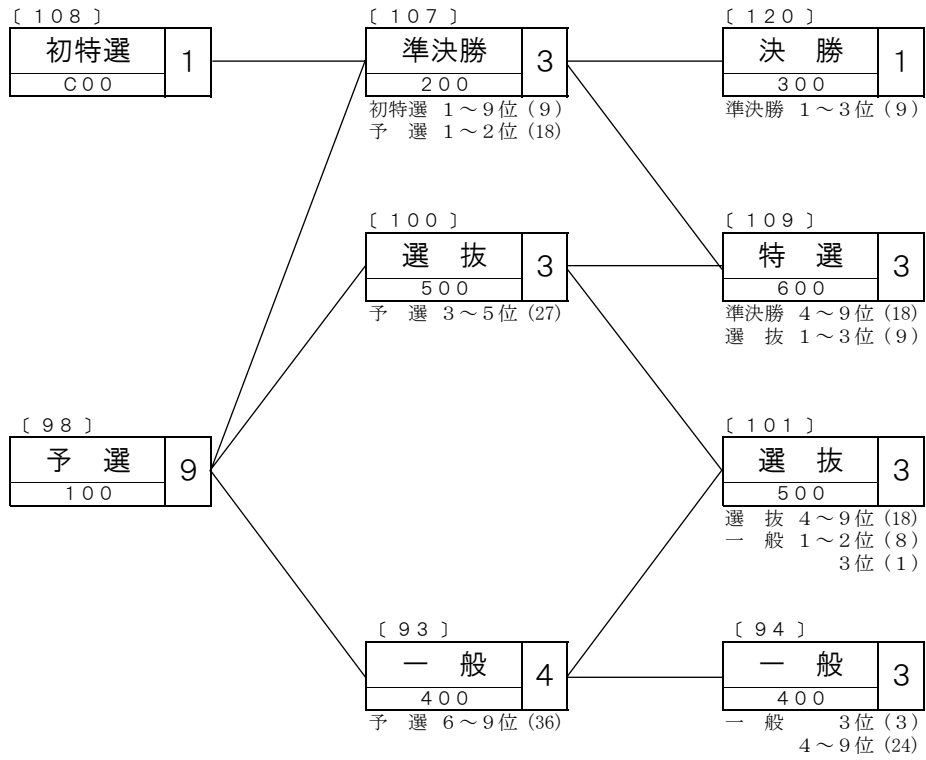 〔 108 〕
初特選 1
C00
〔 107 〕
準決勝 3
200
初特選 1～9位 (9)
予 選 1～2位 (18)
〔 120 〕
決 勝 1
300
準決勝 1～3位 (9)
〔 100 〕
選 抜 3
500
予 選 3～5位 (27)
〔 109 〕
特 選 3
600
準決勝 4～9位 (18)
選 抜 1～3位 (9)
〔 98 〕
予 選 9
100
〔 101 〕
選 抜 3
500
選 抜 4～9位 (18)
一 般 1～2位 (8)
3位 (1)
〔 93 〕
一 般 4
400
予 選 6～9位 (36)
〔 94 〕
一 般 3
400
一 般 3位 (3)
4～9位 (24)